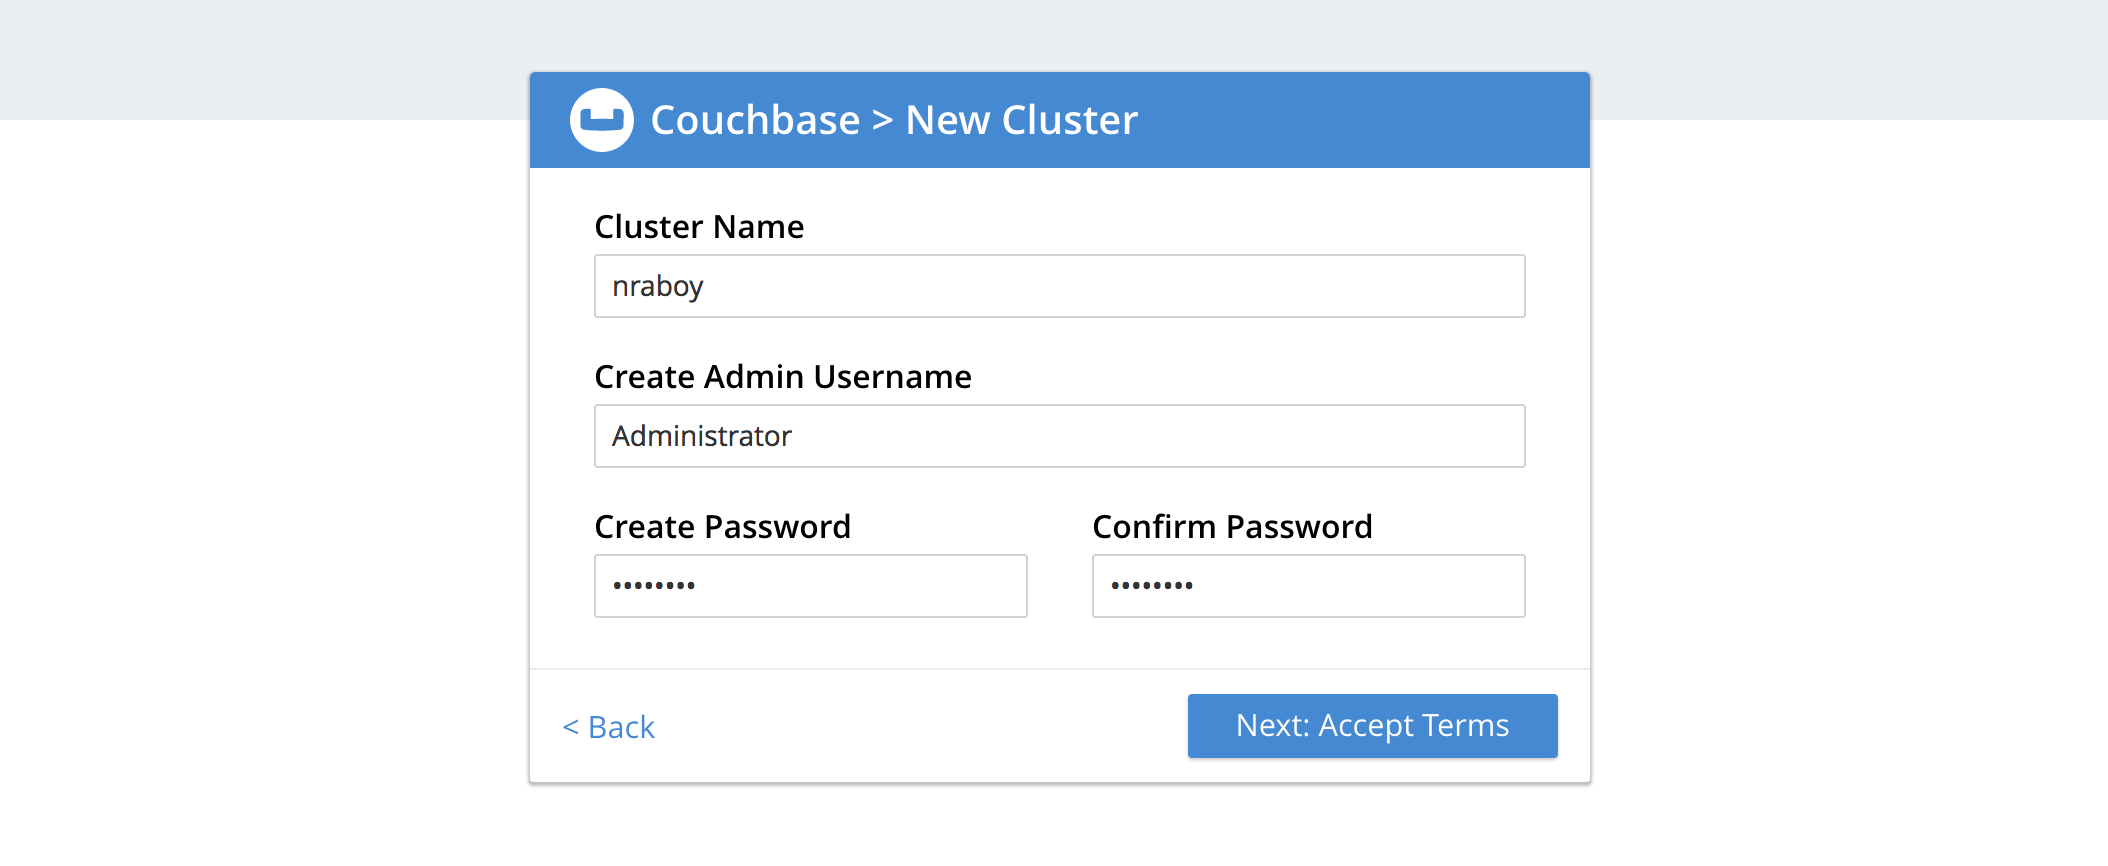 Couchbase > New Cluster
Cluster Name
nraboy
Create Admin Username
Administrator
Create Password
Confirm Password
•••••••• ••••••••
< Back
Next: Accept Terms